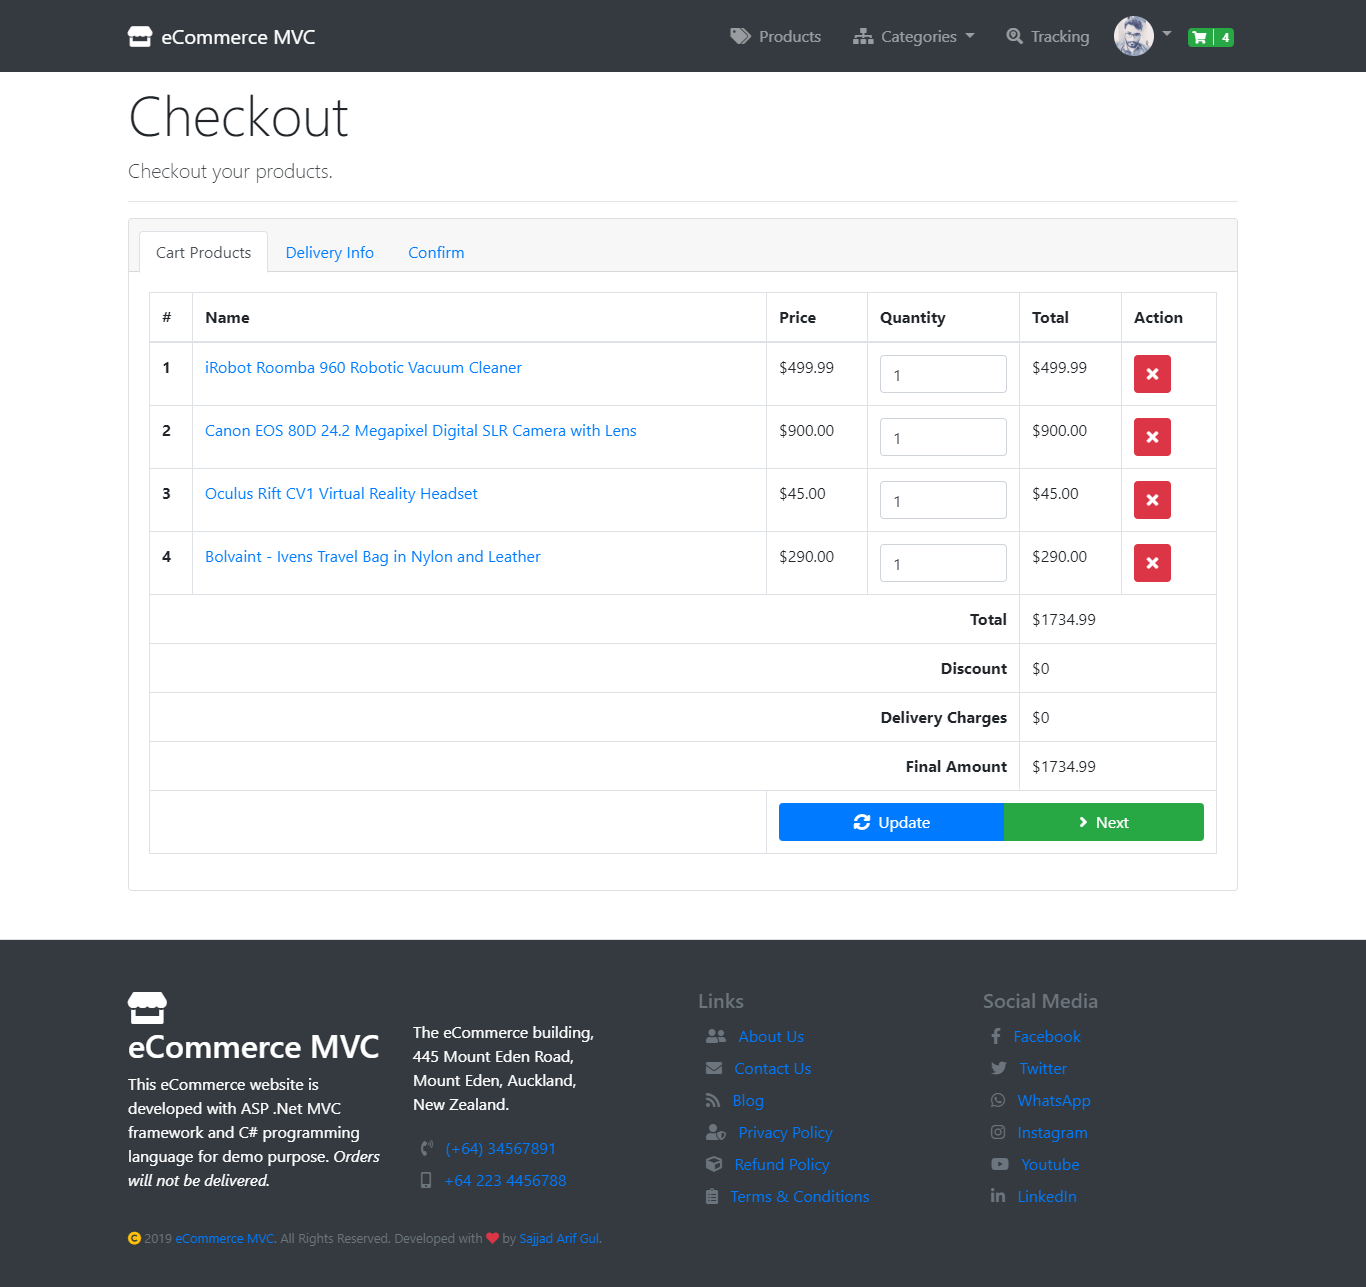 eCommerce MVC
Products
Categories
Tracking
4
Checkout
Checkout your products.
Cart Products
Delivery Info
Confirm
# Name Price Quantity Total Action
1 iRobot Roomba 960 Robotic Vacuum Cleaner $499.99 1 $499.99
2 Canon EOS 80D 24.2 Megapixel Digital SLR Camera with Lens $900.00 1 $900.00
3 Oculus Rift CV1 Virtual Reality Headset $45.00 1 $45.00
4 Bolvaint - Ivens Travel Bag in Nylon and Leather $290.00 1 $290.00
Total $1734.99
Discount $0
Delivery Charges $0
Final Amount $1734.99
Update
Next
eCommerce MVC
This eCommerce website is
developed with ASP .Net MVC
framework and C# programming
language for demo purpose. Orders
will not be delivered.
The eCommerce building,
445 Mount Eden Road,
Mount Eden, Auckland,
New Zealand.
(+64) 34567891
+64 223 4456788
Links
About Us
Contact Us
Blog
Privacy Policy
Refund Policy
Terms & Conditions
Social Media
Facebook
Twitter
WhatsApp
Instagram
Youtube
LinkedIn
© 2019 eCommerce MVC. All Rights Reserved. Developed with ❤ by Sajjad Arif Gul.